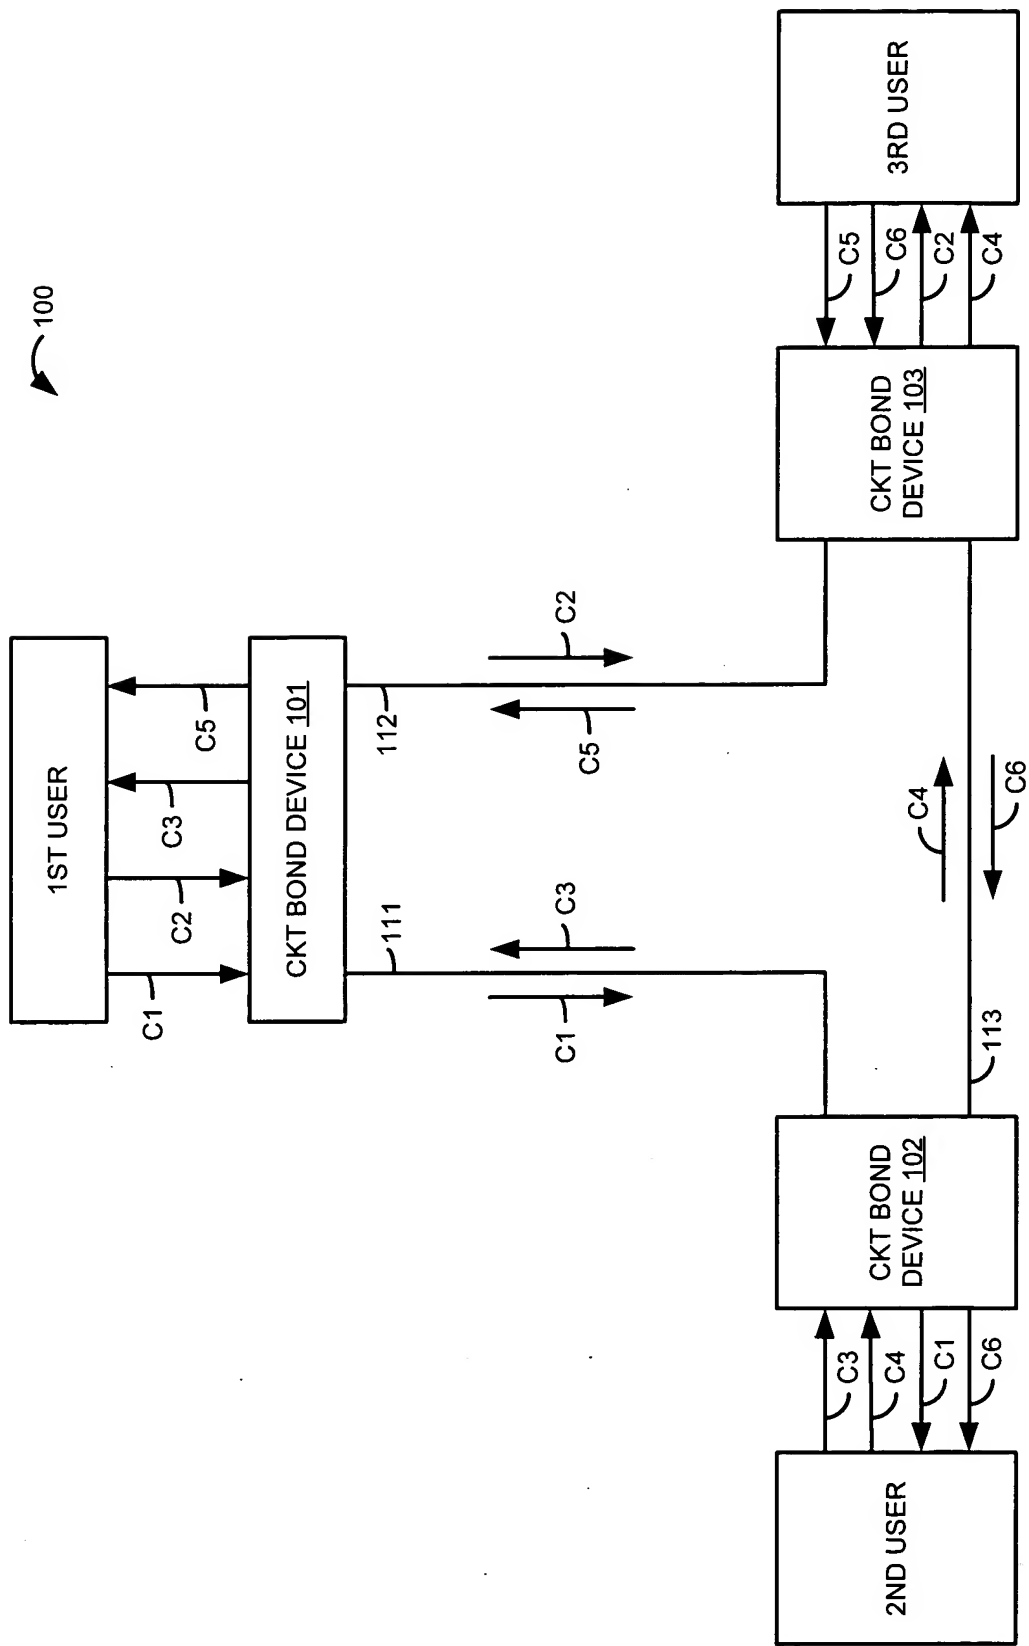 100
1ST USER
C1
C2
C3
C5
CKT BOND DEVICE 101
111
112
C1
C3
C5
C2
2ND USER
C3
C4
C1
C6
CKT BOND
DEVICE 102
113
C4
C6
CKT BOND
DEVICE 103
C5
C6
C2
C4
3RD USER